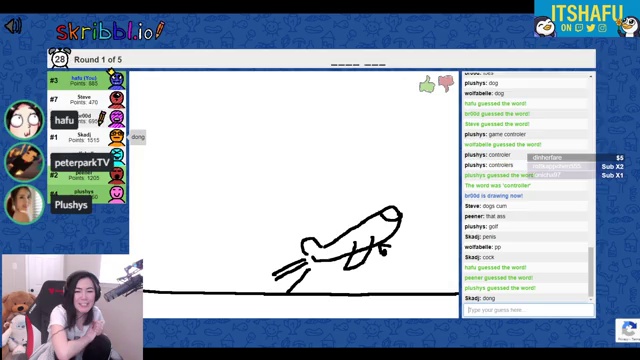 skribbl.io
ITSHAFU
ON
28
Round 1 of 5
____ ___
#3
hafu (You)
Points: 985
#7
Steve
Points: 470
br00d
hafu
#1
Skadj
Points: 1515
dong
peterparkTV
#2
peener
Points: 1205
#4
plushys
Plushys
plushys: dog
wolfabelle: dog
hafu guessed the word!
br00d guessed the word!
Steve guessed the word!
plushys: game controler
wolfabelle guessed the word!
plushys: controler
plushys: controlers
plushys guessed the word!
The word was 'controller'
br00d is drawing now!
Steve: dogs cum
peener: that ass
plushys: golf
Skadj: penis
wolfabelle: pp
Skadj: cock
hafu guessed the word!
peener guessed the word!
plushys guessed the word!
Skadj: dong
Type your guess here...
dinherfare:
$5
Sub X2
Sub X1